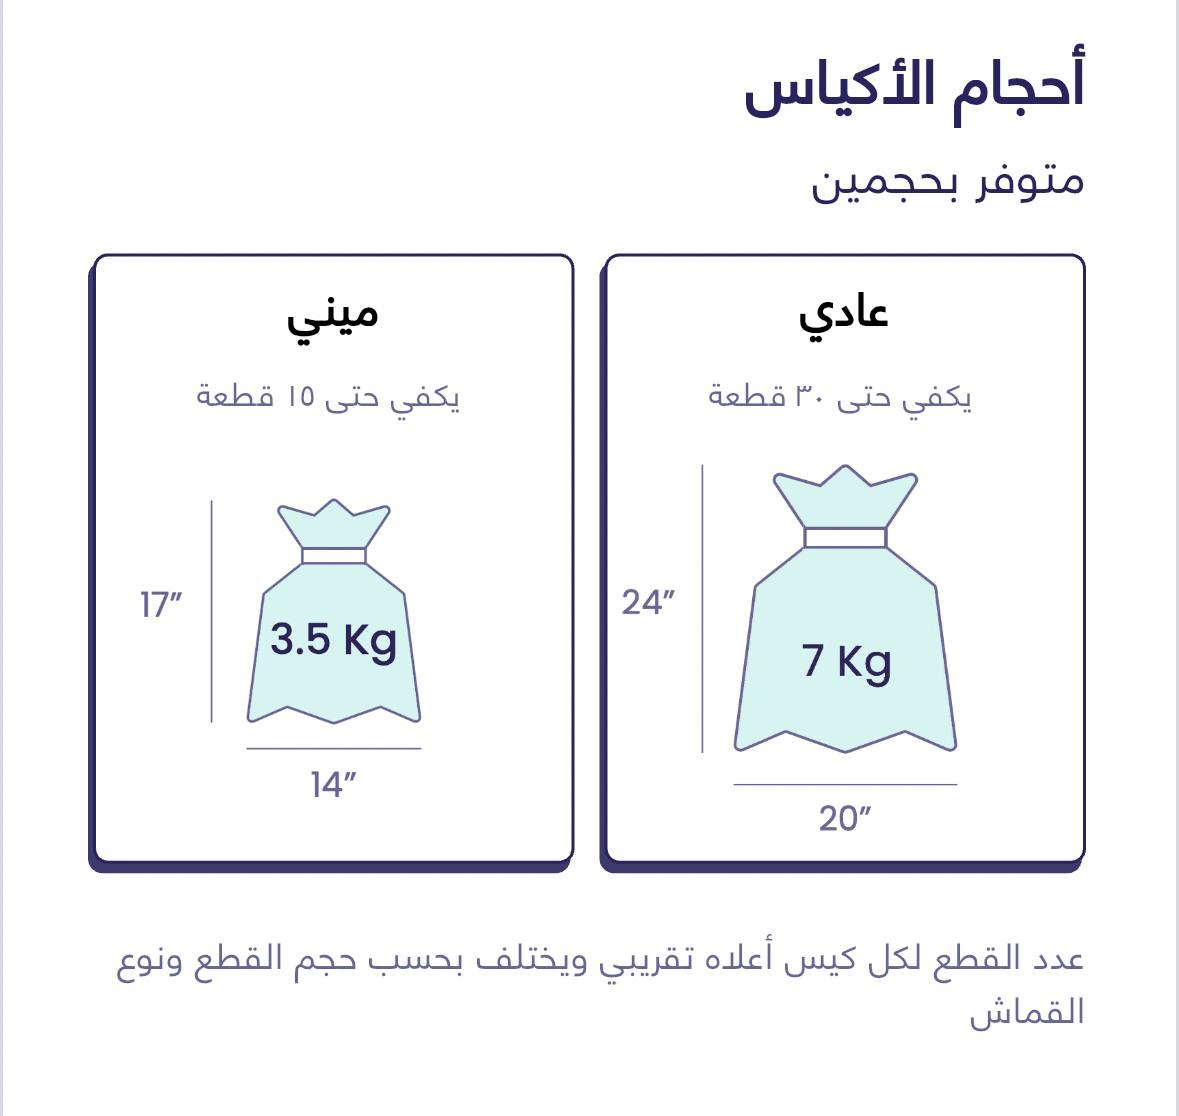 أحجام الأكياس
متوفر بحجمين
عادي
يكفي حتى ٣٠ قطعة
24”
7 Kg
20”
ميني
يكفي حتى ١٥ قطعة
17”
3.5 Kg
14”
عدد القطع لكل كيس أعلاه تقريبي ويختلف بحسب حجم القطع ونوع
القماش